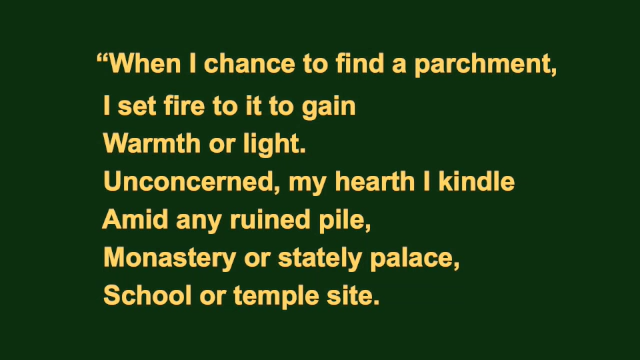 “When I chance to find a parchment,
I set fire to it to gain
Warmth or light.
Unconcerned, my hearth I kindle
Amid any ruined pile,
Monastery or stately palace,
School or temple site.